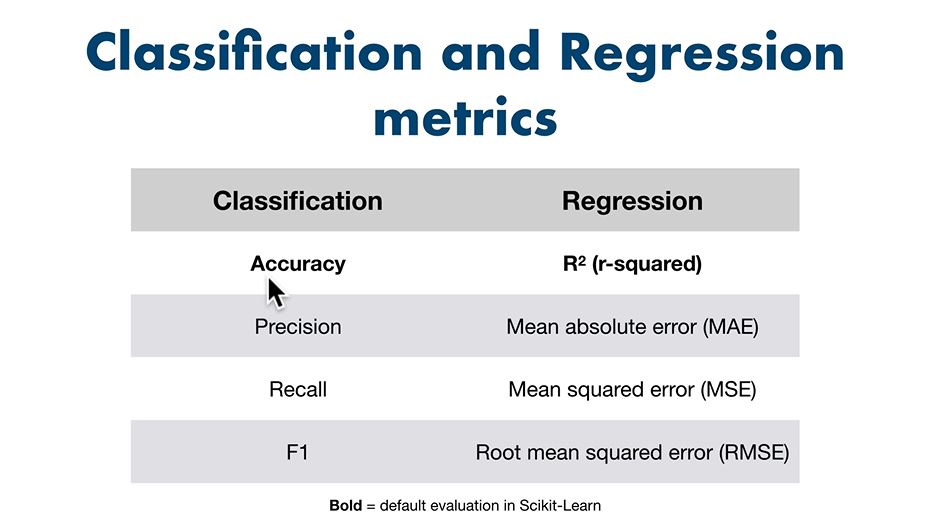 Classification and Regression
metrics
Classification Regression
Accuracy R² (r-squared)
Precision Mean absolute error (MAE)
Recall Mean squared error (MSE)
F1 Root mean squared error (RMSE)
Bold = default evaluation in Scikit-Learn